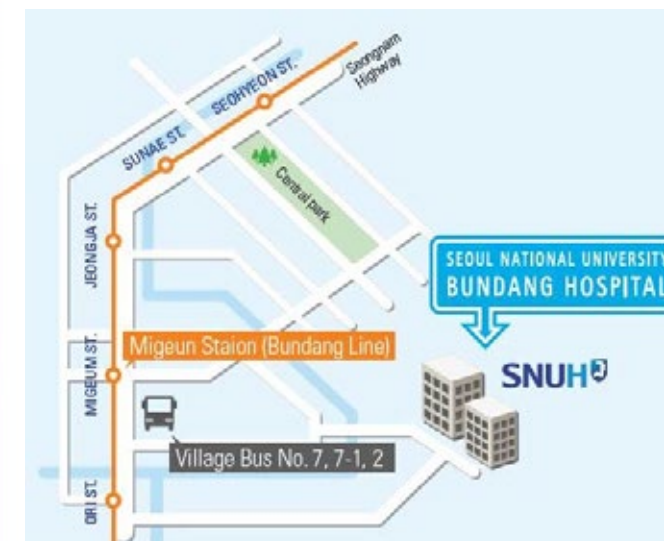 Seongnam
Highway
SEOHYEON ST.
SUNAE ST.
Central park
JEONGJA ST.
SEOUL NATIONAL UNIVERSITY
BUNDANG HOSPITAL
Migeun Staion (Bundang Line)
MIGEUM ST.
SNUH
Village Bus No. 7, 7-1, 2
ORI ST.